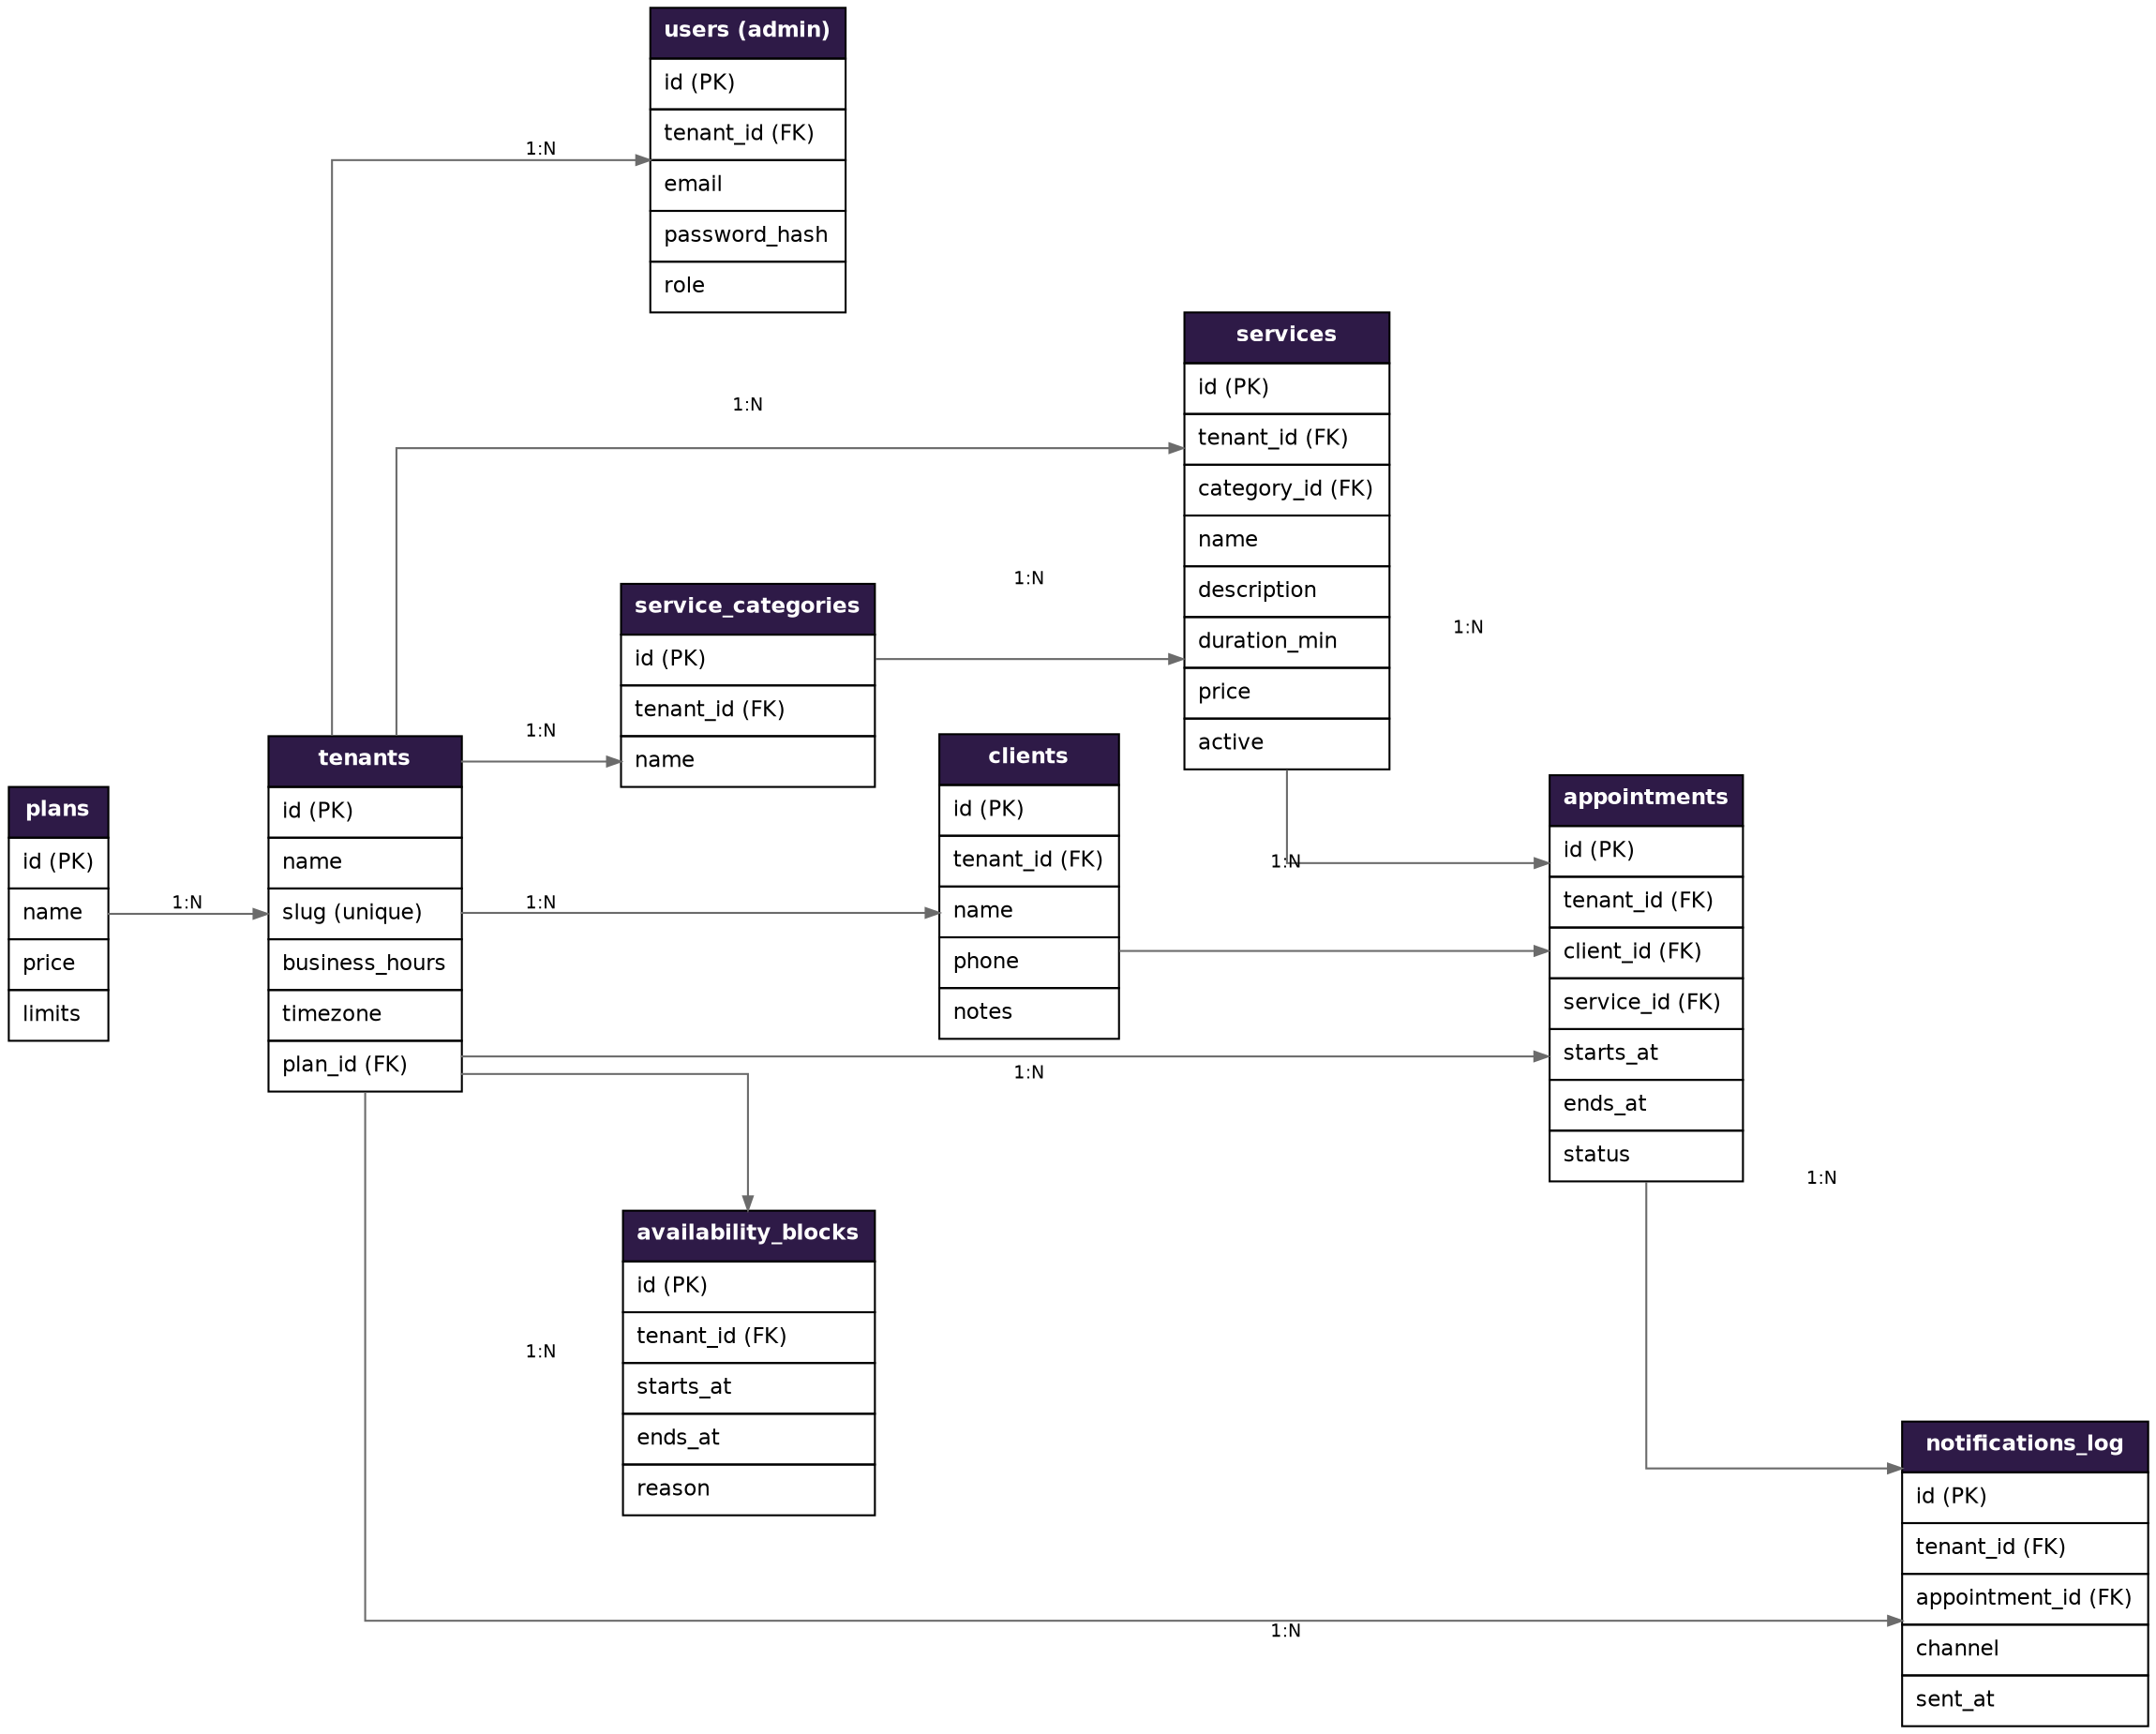 users (admin)
id (PK)
tenant_id (FK)
email
password_hash
role
1:N
services
id (PK)
tenant_id (FK)
category_id (FK)
name
description
duration_min
price
active
1:N
1:N
1:N
service_categories
id (PK)
tenant_id (FK)
name
1:N
clients
id (PK)
tenant_id (FK)
name
phone
notes
tenants
id (PK)
name
slug (unique)
business_hours
timezone
plan_id (FK)
plans
id (PK)
name
price
limits
1:N
1:N
1:N
1:N
appointments
id (PK)
tenant_id (FK)
client_id (FK)
service_id (FK)
starts_at
ends_at
status
1:N
availability_blocks
id (PK)
tenant_id (FK)
starts_at
ends_at
reason
1:N
notifications_log
id (PK)
tenant_id (FK)
appointment_id (FK)
channel
sent_at
1:N